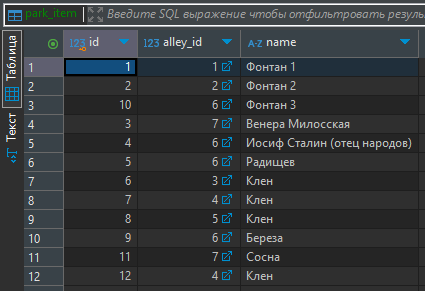 park_item Введите SQL выражение чтобы отфильтровать резуль
Таблица
Текст
123 id 123 alley_id A-Z name
1 1 1 Фонтан 1
2 2 2 Фонтан 2
3 10 6 Фонтан 3
4 3 7 Венера Милосская
5 4 6 Иосиф Сталин (отец народов)
6 5 6 Радищев
7 6 3 Клен
8 7 4 Клен
9 8 5 Клен
10 9 6 Береза
11 11 7 Сосна
12 12 4 Клен